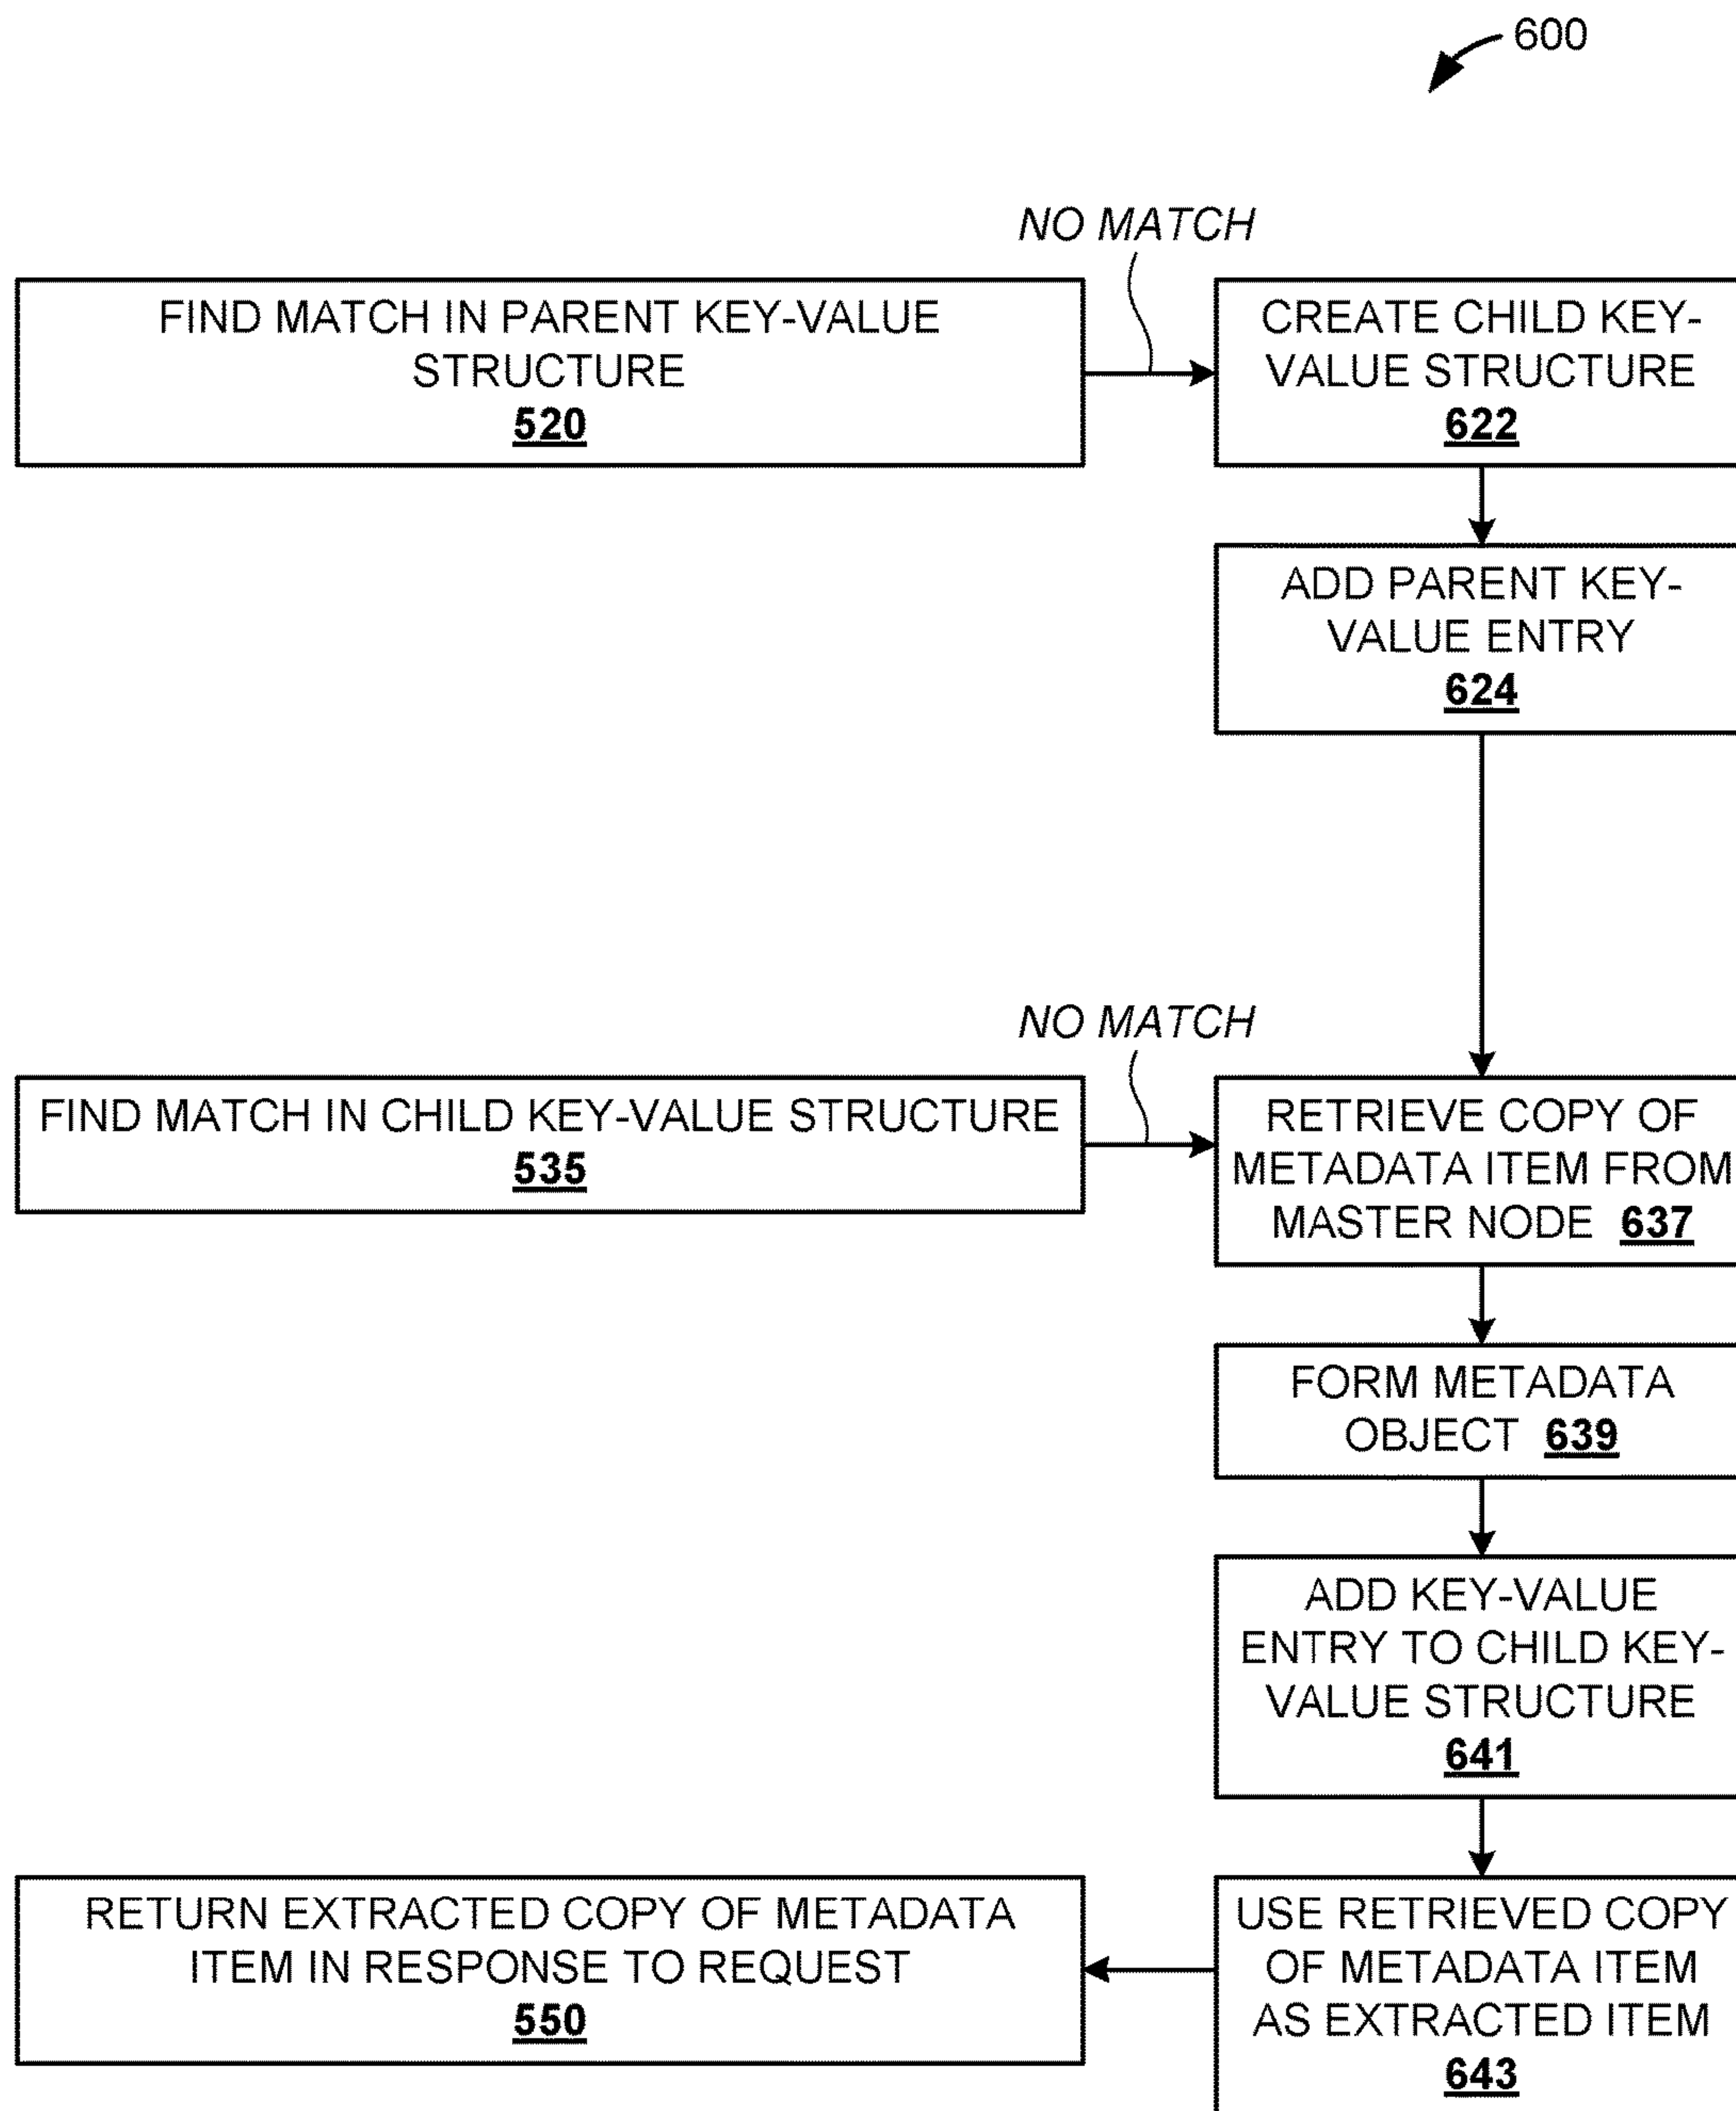 600
NO MATCH
FIND MATCH IN PARENT KEY-VALUE
STRUCTURE
520
CREATE CHILD KEY-
VALUE STRUCTURE
622
ADD PARENT KEY-
VALUE ENTRY
624
NO MATCH
FIND MATCH IN CHILD KEY-VALUE STRUCTURE
535
RETRIEVE COPY OF
METADATA ITEM FROM
MASTER NODE 637
FORM METADATA
OBJECT 639
ADD KEY-VALUE
ENTRY TO CHILD KEY-
VALUE STRUCTURE
641
USE RETRIEVED COPY
OF METADATA ITEM
AS EXTRACTED ITEM
643
RETURN EXTRACTED COPY OF METADATA
ITEM IN RESPONSE TO REQUEST
550